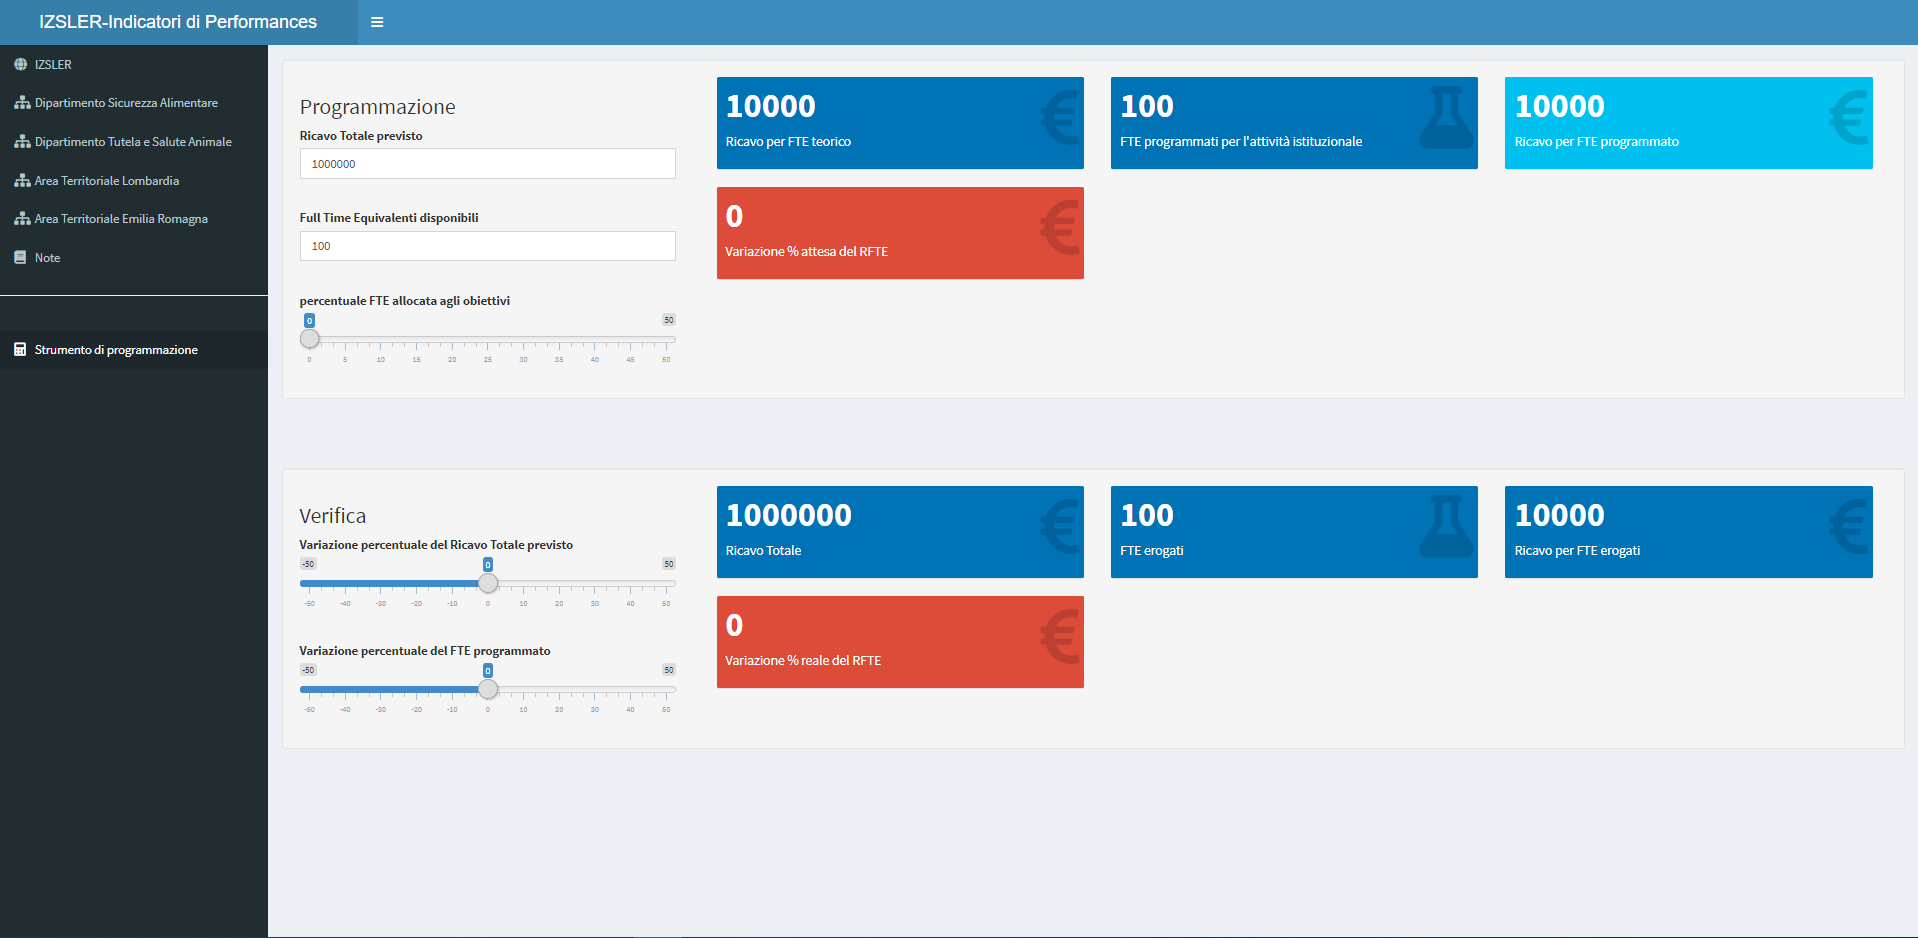 IZSLER-Indicatori di Performances
IZSLER
Dipartimento Sicurezza Alimentare
Dipartimento Tutela e Salute Animale
Area Territoriale Lombardia
Area Territoriale Emilia Romagna
Note
Strumento di programmazione
Programmazione
Ricavo Totale previsto
1000000
Full Time Equivalenti disponibili
100
percentuale FTE allocata agli obiettivi
0 50
0 5 10 15 20 25 30 35 40 45 50
10000
Ricavo per FTE teorico
100
FTE programmati per l'attività istituzionale
10000
Ricavo per FTE programmato
0
Variazione % attesa del RFTE
Verifica
Variazione percentuale del Ricavo Totale previsto
-50 0 50
-50 -40 -30 -20 -10 0 10 20 30 40 50
Variazione percentuale del FTE programmato
-50 0 50
-50 -40 -30 -20 -10 0 10 20 30 40 50
1000000
Ricavo Totale
100
FTE erogati
10000
Ricavo per FTE erogati
0
Variazione % reale del RFTE